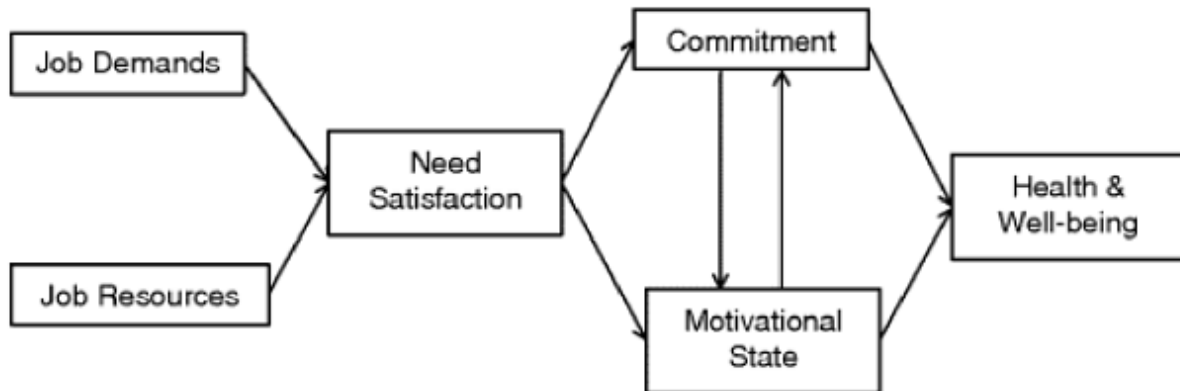 Job Demands
Job Resources
Need
Satisfaction
Commitment
Motivational
State
Health &
Well-being